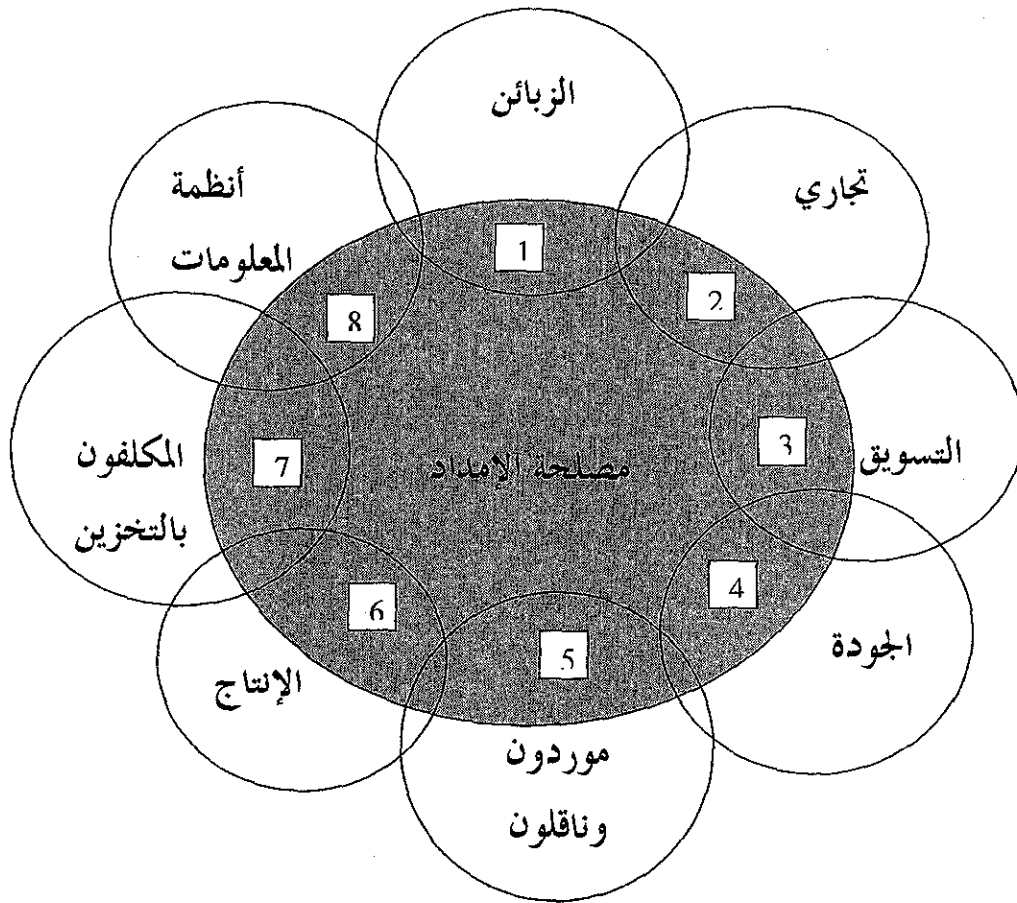 الزبائن
تجاري
أنظمة
المعلومات
1
2
8
3
التسويق
المكلفون
بالتخزين
7
مصلحة الإمداد
4
6
الجودة
5
الإنتاج
موردون
وناقلون